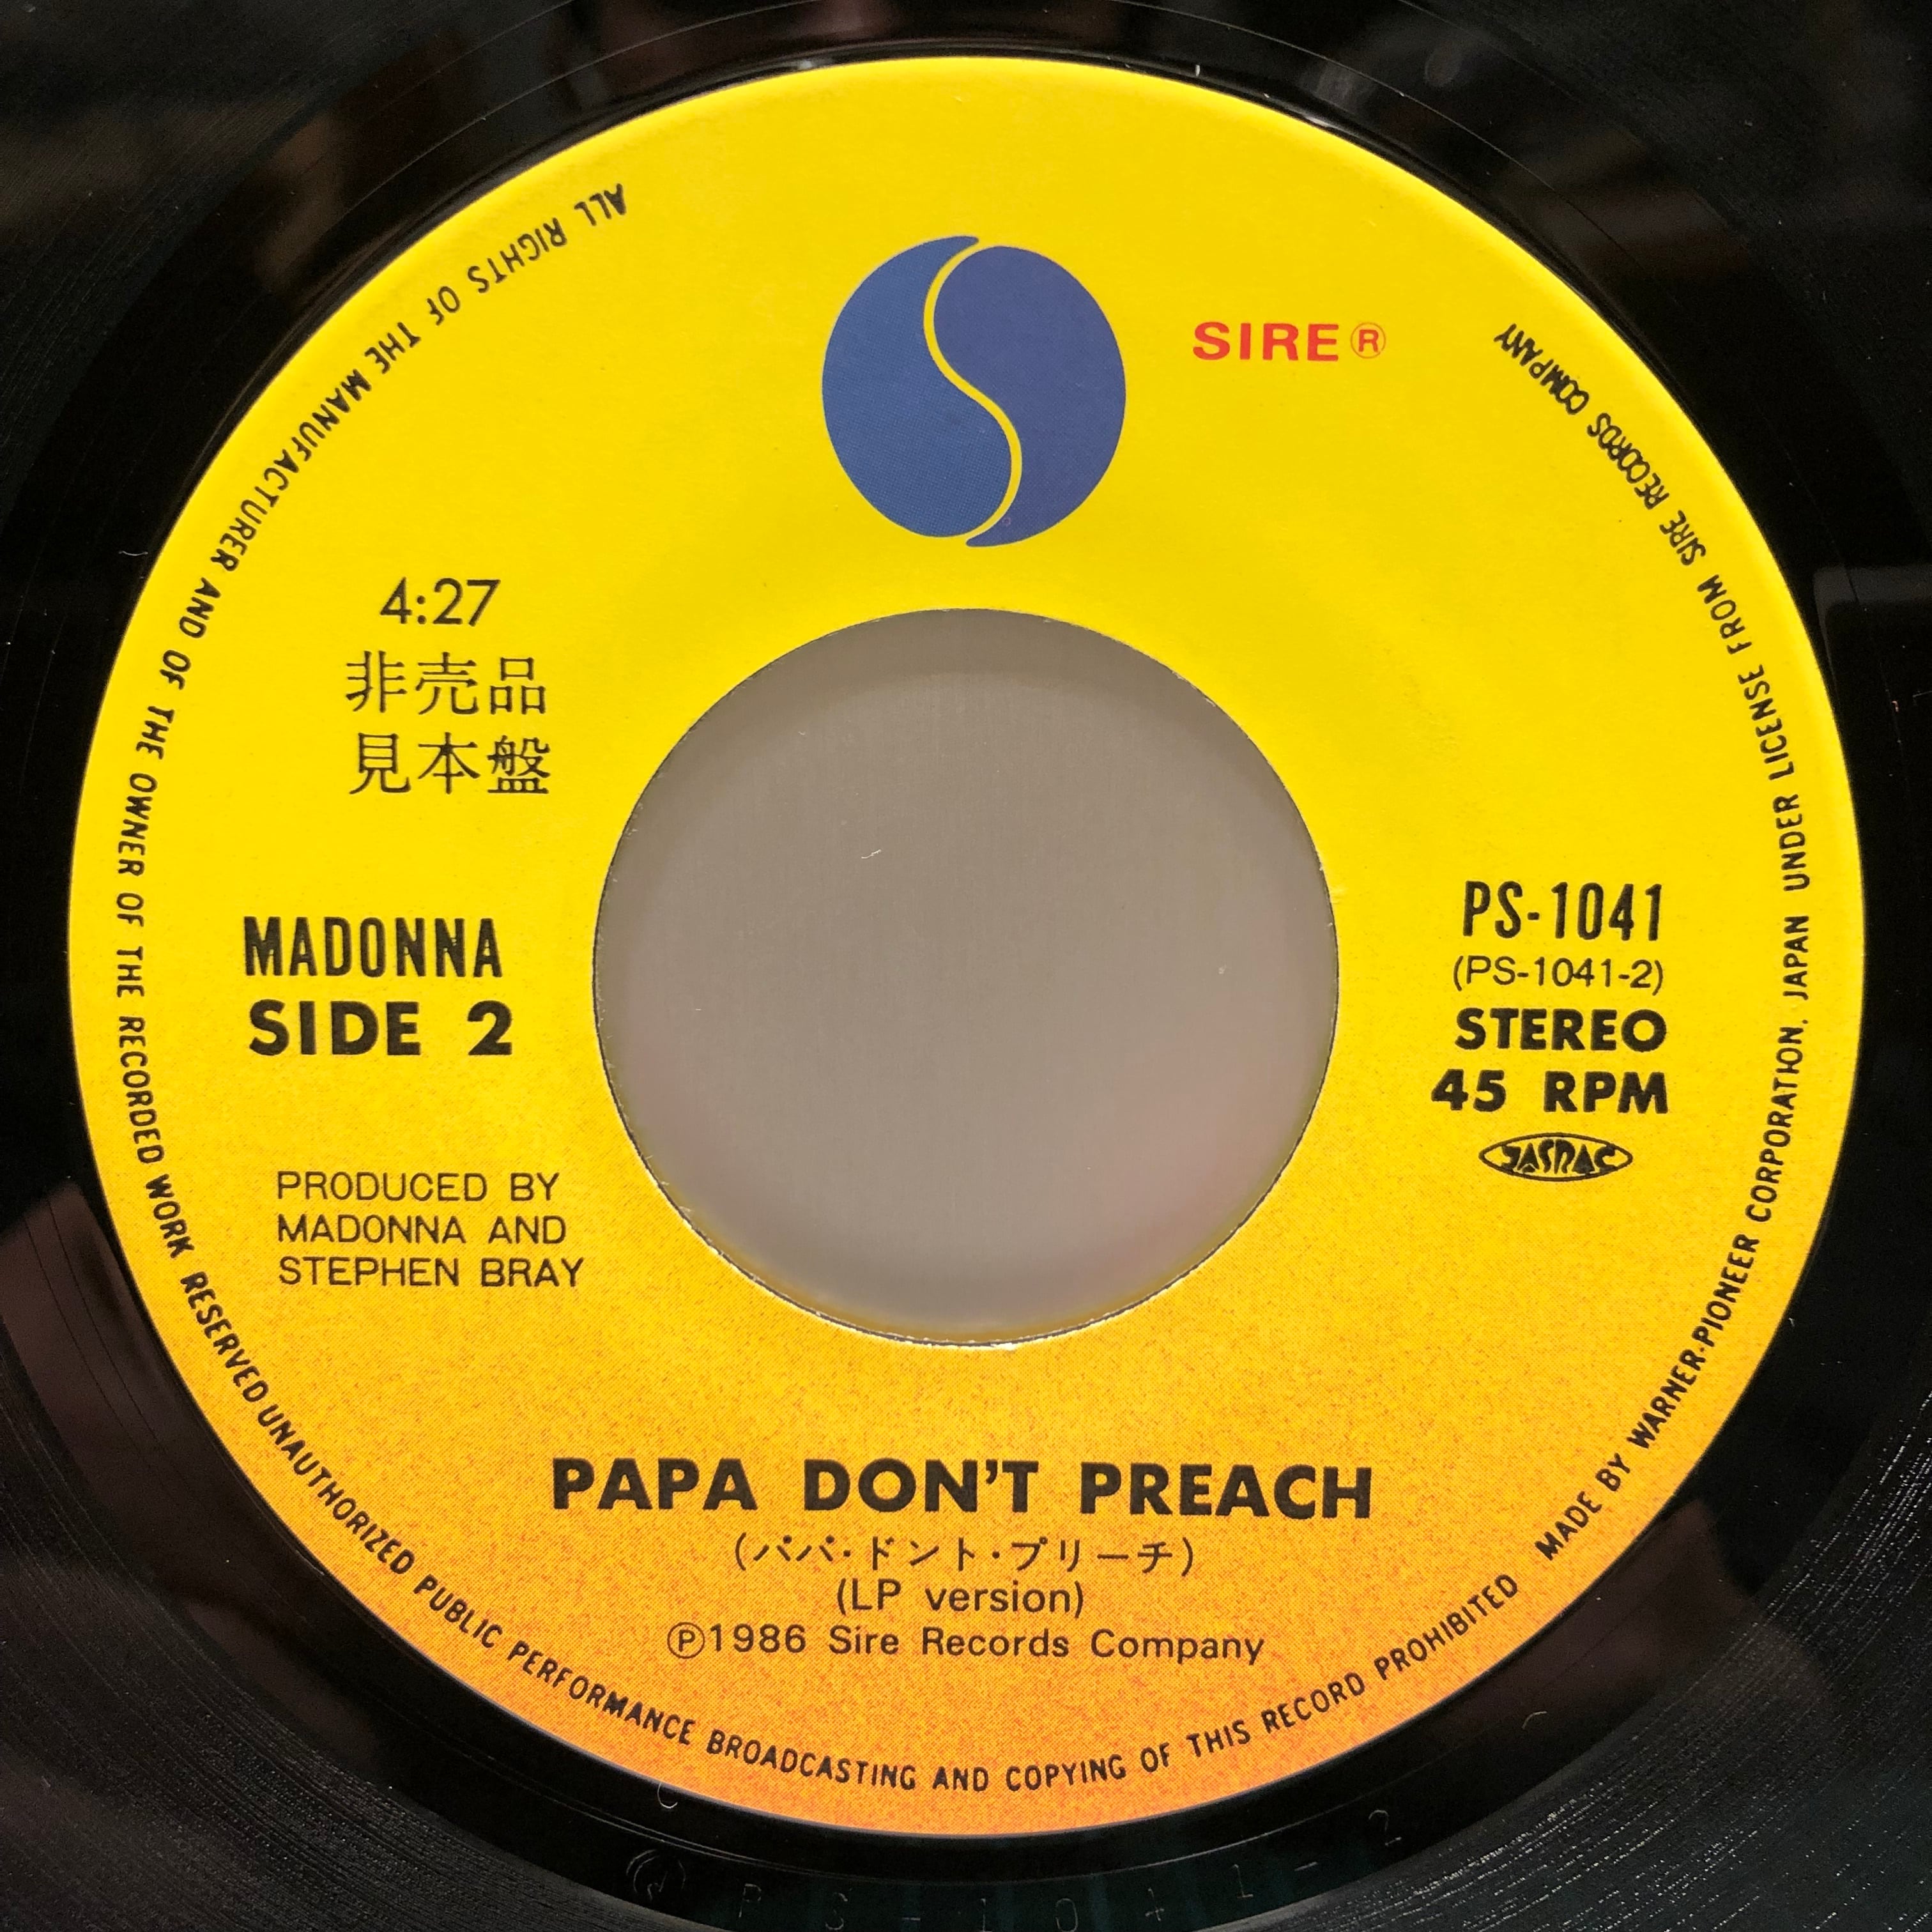 SIRE®
4:27
非売品
見本盤
MADONNA
SIDE 2
PRODUCED BY
MADONNA AND
STEPHEN BRAY
PS-1041
(PS-1041-2)
STEREO
45 RPM
JASRAC
PAPA DON'T PREACH
(パパ・ドント・プリーチ)
(LP version)
Ⓟ1986 Sire Records Company
ALL RIGHTS OF THE MANUFACTURER AND OF THE OWNER OF THE RECORDED WORK RESERVED·UNAUTHORIZED PUBLIC PERFORMANCE BROADCASTING AND COPYING OF THIS RECORD PROHIBITED MADE BY WARNER-PIONEER CORPORATION, JAPAN UNDER LICENSE FROM SIRE RECORDS COMPANY
PS-1041-2